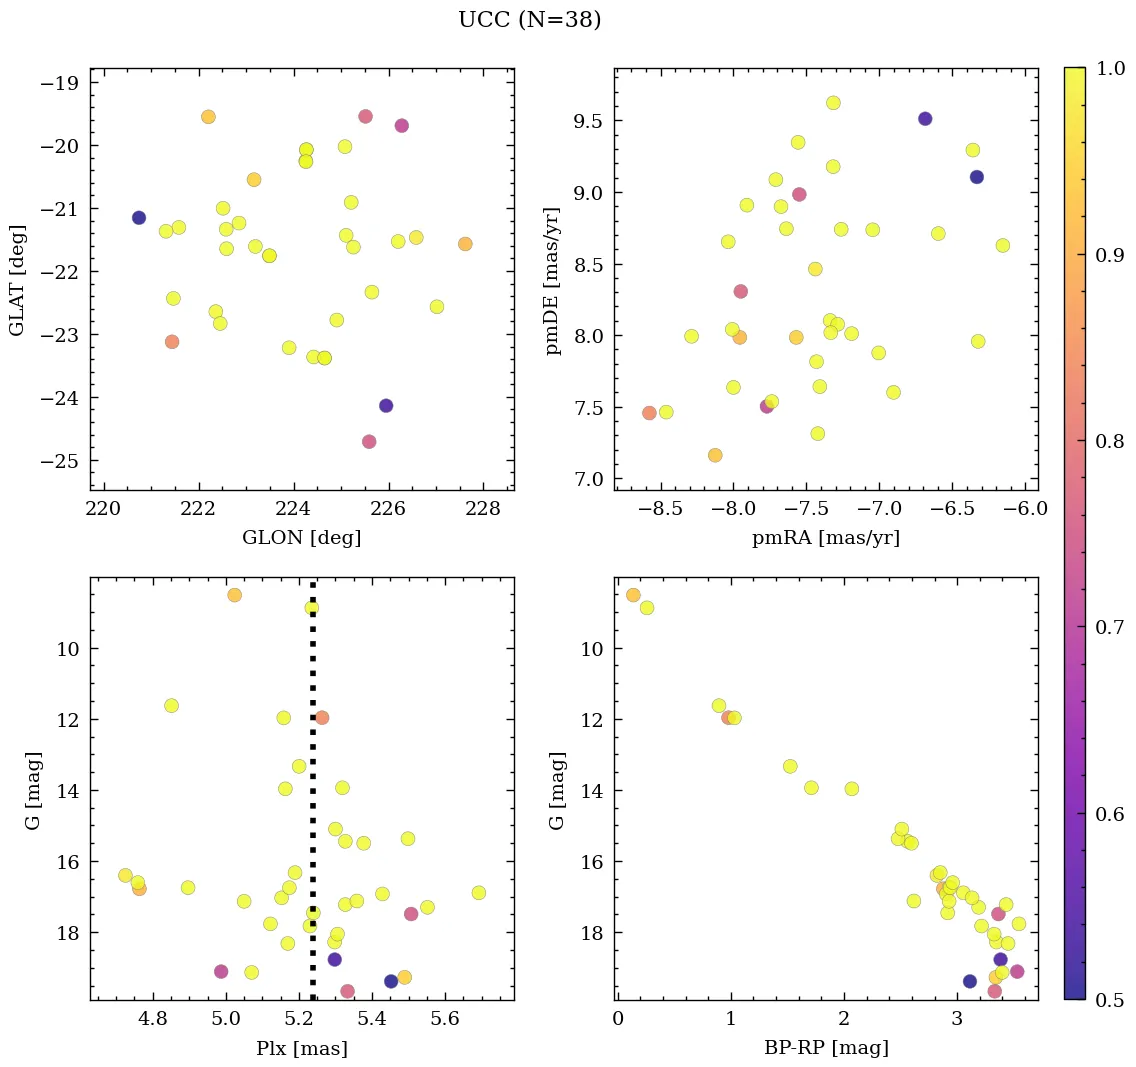 UCC (N=38)
−19
−20
−21
−22
−23
−24
−25
GLAT [deg]
220 222 224 226 228
GLON [deg]
9.5
9.0
8.5
8.0
7.5
7.0
pmDE [mas/yr]
−8.5 −8.0 −7.5 −7.0 −6.5 −6.0
pmRA [mas/yr]
10
12
14
16
18
G [mag]
4.8 5.0 5.2 5.4 5.6
Plx [mas]
10
12
14
16
18
G [mag]
0 1 2 3
BP-RP [mag]
1.0
0.9
0.8
0.7
0.6
0.5